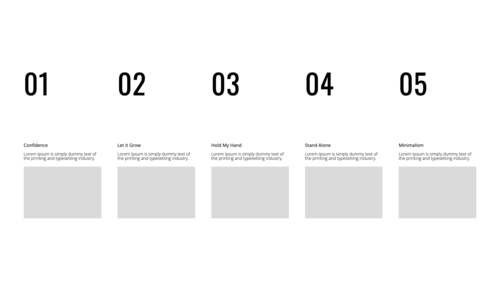 01
02
03
04
05
Confidence
Lorem Ipsum is simply dummy text of
the printing and typesetting industry.
Let it Grow
Lorem Ipsum is simply dummy text of
the printing and typesetting industry.
Hold My Hand
Lorem Ipsum is simply dummy text of
the printing and typesetting industry.
Stand Alone
Lorem Ipsum is simply dummy text of
the printing and typesetting industry.
Minimalism
Lorem Ipsum is simply dummy text of
the printing and typesetting industry.